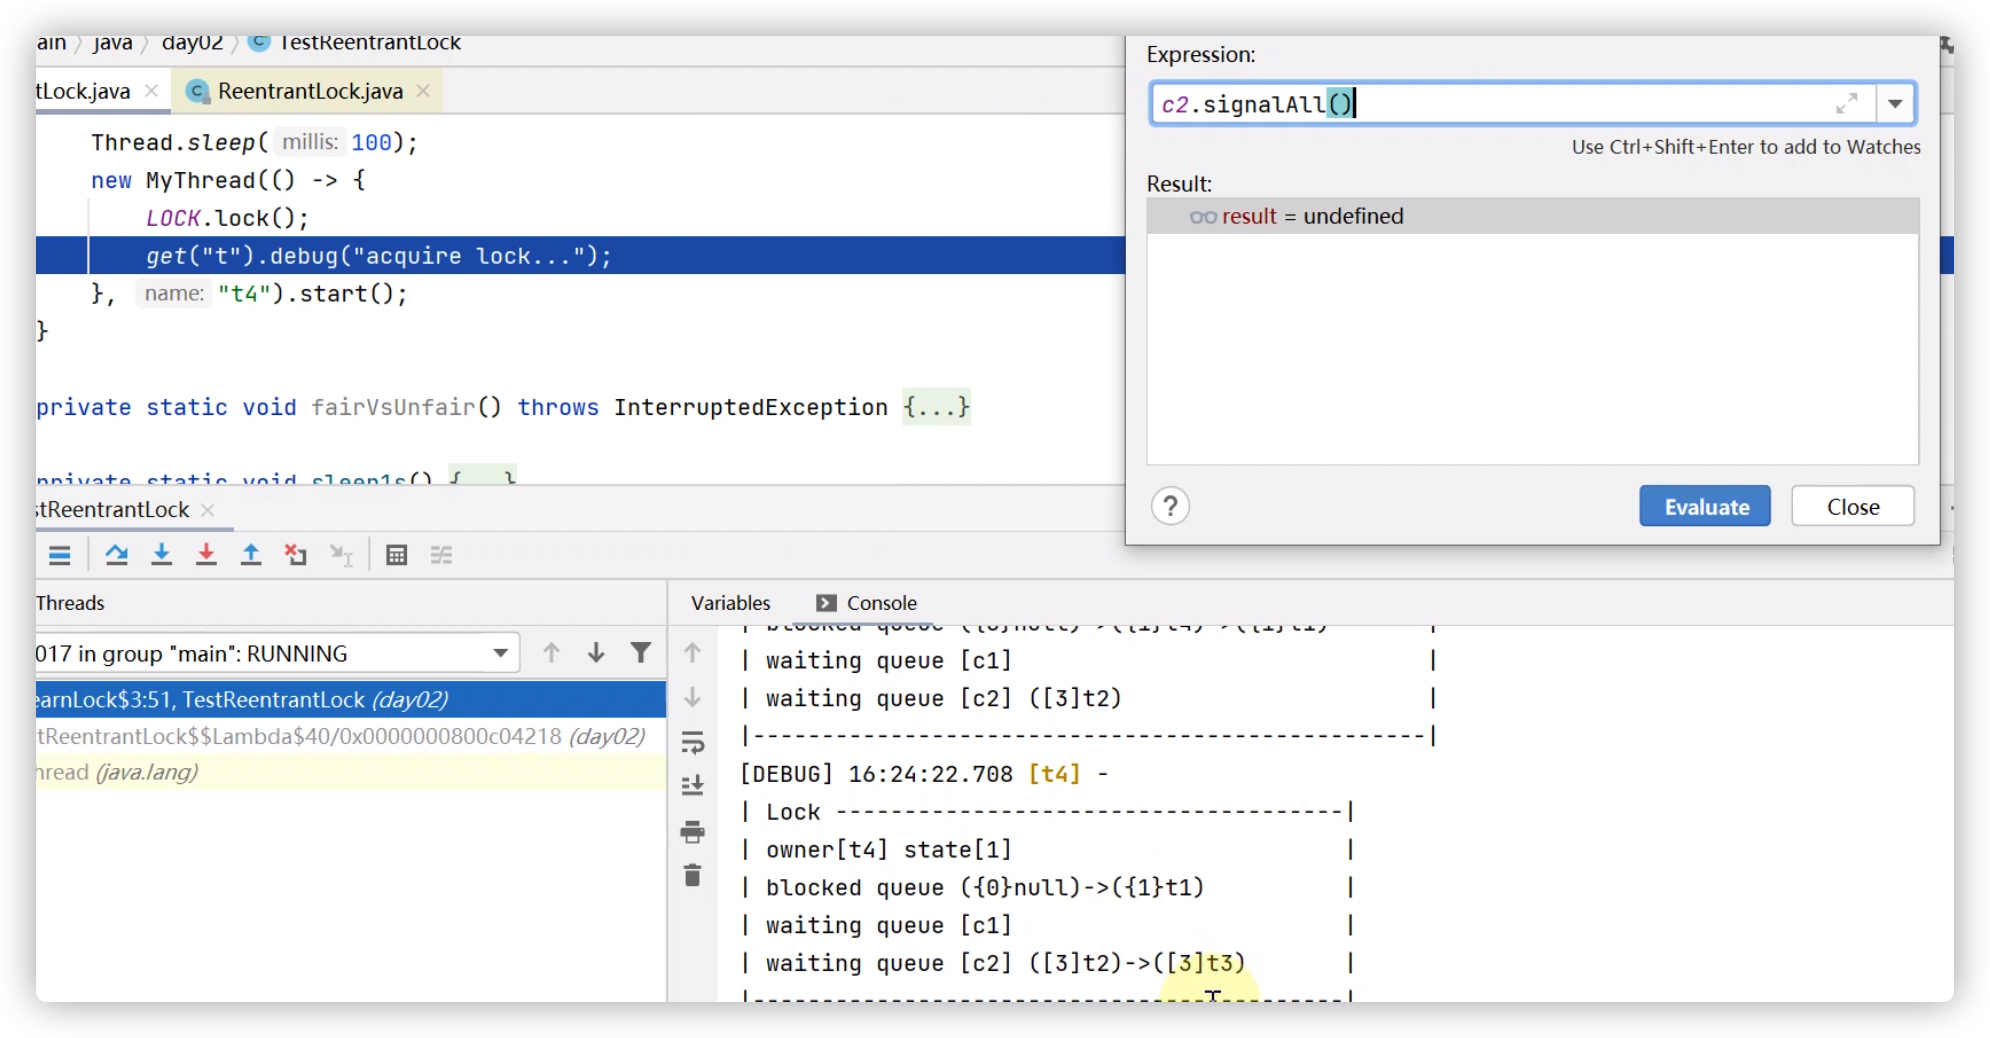 ain 〉 java 〉 day02 〉 TestReentrantLock
tLock.java × ReentrantLock.java ×
Thread.sleep( millis: 100);
new MyThread(() -> {
LOCK.lock();
get("t").debug("acquire lock...");
}, name: "t4").start();
}
private static void fairVsUnfair() throws InterruptedException {...}
private static void sleep1s() {...}
Expression:
c2.signalAll()
Use Ctrl+Shift+Enter to add to Watches
Result:
result = undefined
? Evaluate Close
stReentrantLock ×
Threads
017 in group "main": RUNNING
earnLock$3:51, TestReentrantLock (day02)
tReentrantLock$$Lambda$40/0x0000000800c04218 (day02)
hread (java.lang)
Variables Console
| blocked queue ({0}null)->({1}t4)->({1}t1) |
| waiting queue [c1] |
| waiting queue [c2] ([3]t2) |
|-------------------------------------------------|
[DEBUG] 16:24:22.708 [t4] -
| Lock -------------------------------------|
| owner[t4] state[1] |
| blocked queue ({0}null)->({1}t1) |
| waiting queue [c1] |
| waiting queue [c2] ([3]t2)->([3]t3) |
|-------------------------------------------|